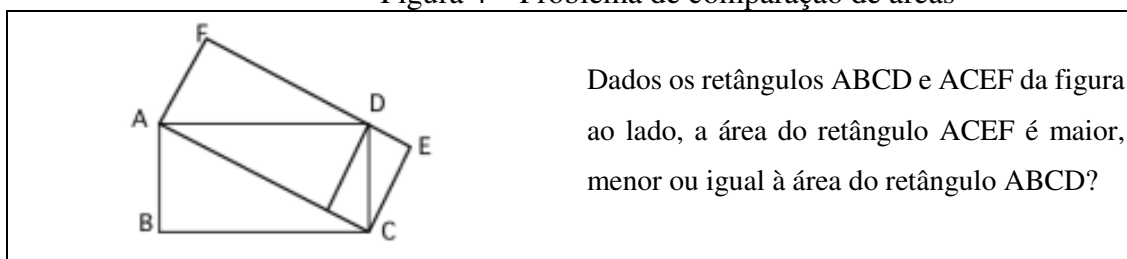 Figura 4 – Problema de comparação de áreas
F
D
A
E
B
C
Dados os retângulos ABCD e ACEF da figura
ao lado, a área do retângulo ACEF é maior,
menor ou igual à área do retângulo ABCD?